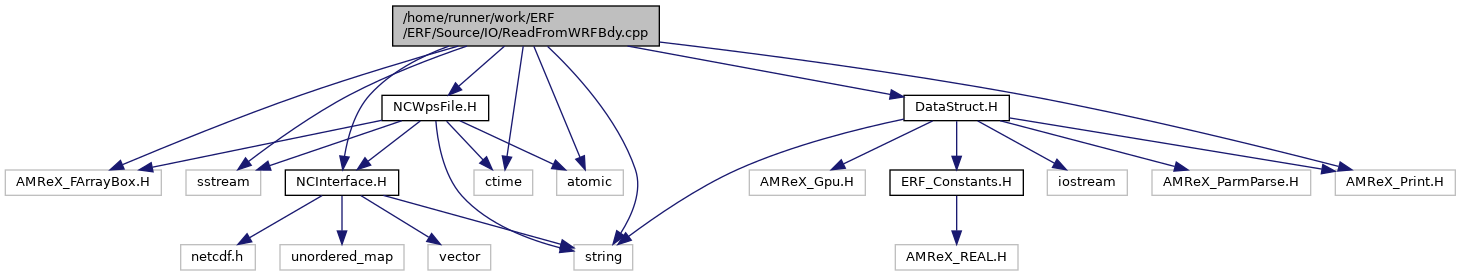 /home/runner/work/ERF
/ERF/Source/IO/ReadFromWRFBdy.cpp
NCWpsFile.H
DataStruct.H
AMReX_FArrayBox.H
sstream
NCInterface.H
ctime
atomic
AMReX_Gpu.H
ERF_Constants.H
iostream
AMReX_ParmParse.H
AMReX_Print.H
netcdf.h
unordered_map
vector
string
AMReX_REAL.H